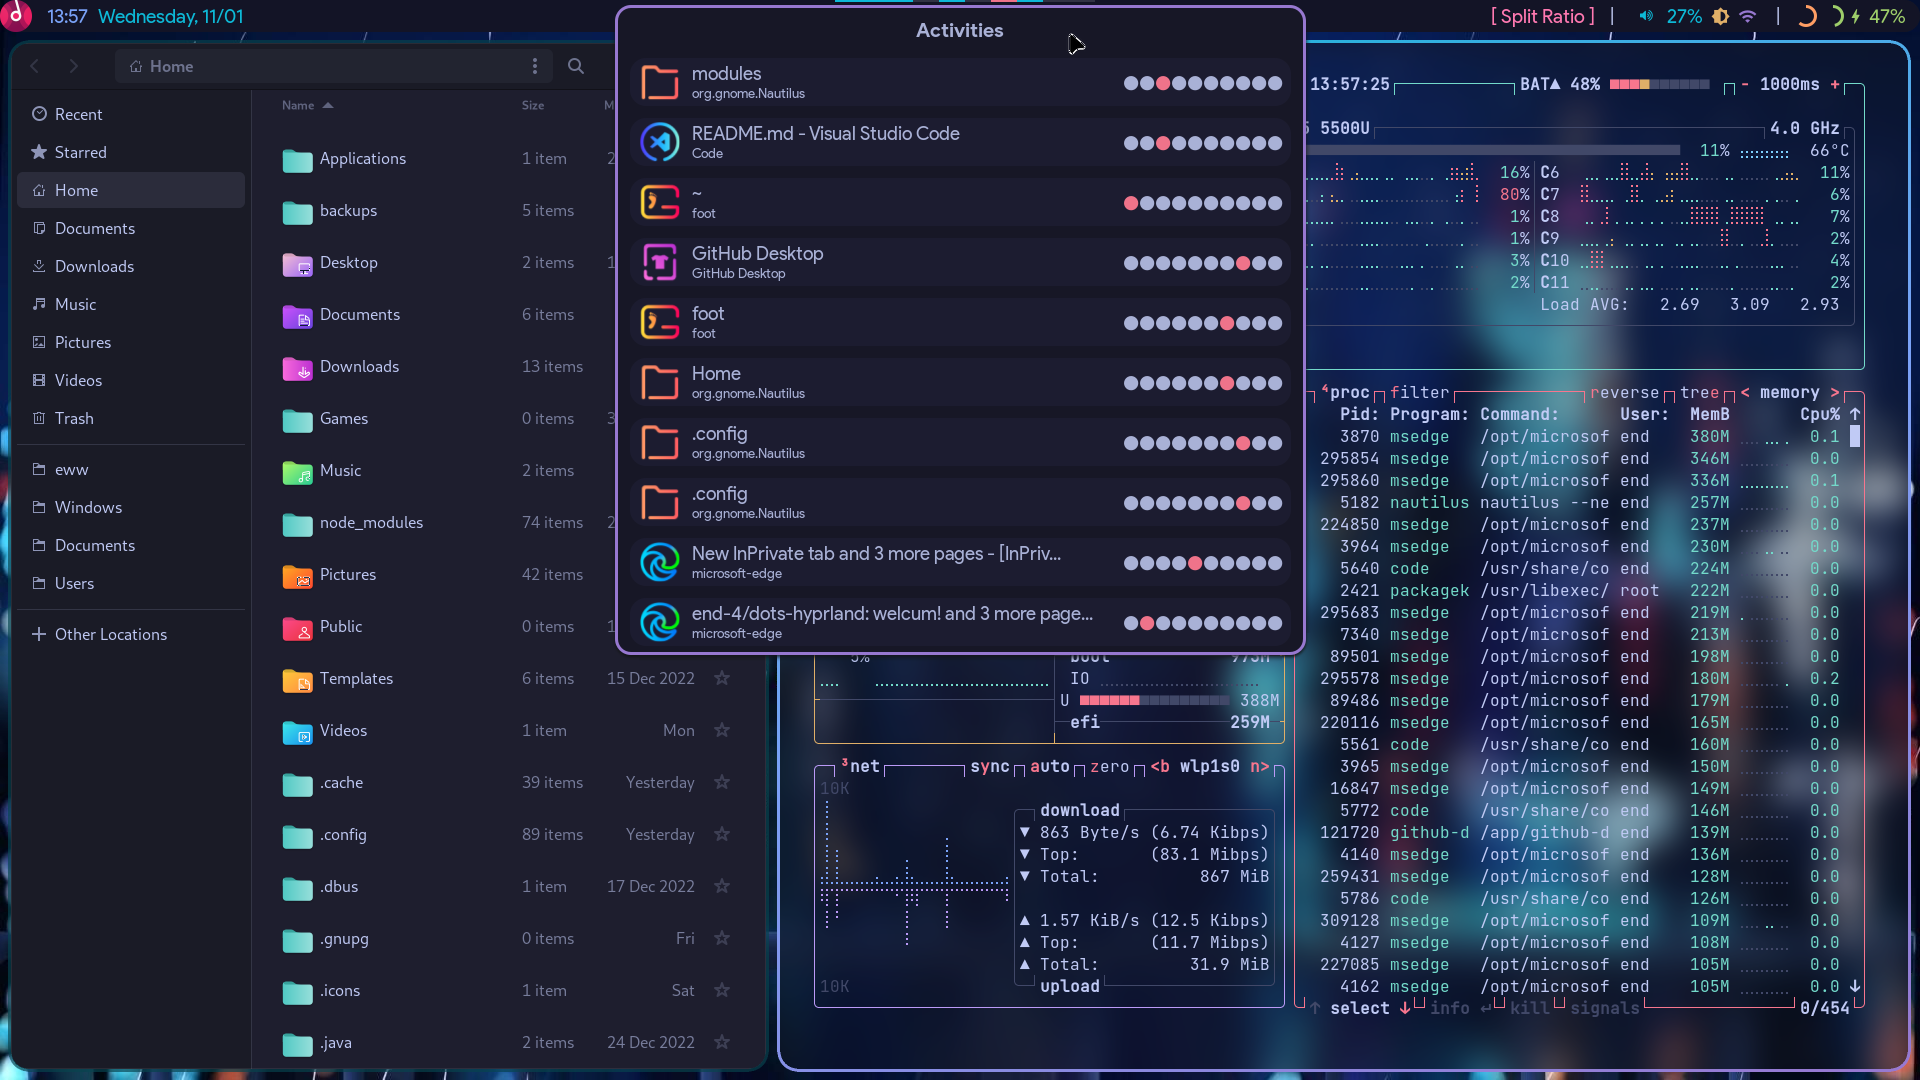 13:57 Wednesday, 11/01
[ Split Ratio ] | 27% | 47%
Home
Recent
Starred
Home
Documents
Downloads
Music
Pictures
Videos
Trash
eww
Windows
Documents
Users
Other Locations
Name Size M
Applications 1 item 2
backups 5 items
Desktop 2 items 1
Documents 6 items
Downloads 13 items
Games 0 items 3
Music 2 items
node_modules 74 items 2
Pictures 42 items
Public 0 items 1
Templates 6 items 15 Dec 2022
Videos 1 item Mon
.cache 39 items Yesterday
.config 89 items Yesterday
.dbus 1 item 17 Dec 2022
.gnupg 0 items Fri
.icons 1 item Sat
.java 2 items 24 Dec 2022
Activities
modules
org.gnome.Nautilus
README.md - Visual Studio Code
Code
~
foot
GitHub Desktop
GitHub Desktop
foot
foot
Home
org.gnome.Nautilus
.config
org.gnome.Nautilus
.config
org.gnome.Nautilus
New InPrivate tab and 3 more pages - [InPriv...
microsoft-edge
end-4/dots-hyprland: welcum! and 3 more page...
microsoft-edge
13:57:25 BAT▲ 48% - 1000ms +
5500U 4.0 GHz
11% 66°C
16% C6 11%
80% C7 6%
1% C8 7%
1% C9 2%
3% C10 4%
2% C11 2%
Load AVG: 2.69 3.09 2.93
5%
IO
U 388M
efi 259M
³net sync auto zero <b wlp1s0 n>
10K
download
▼ 863 Byte/s (6.74 Kibps)
▼ Top: (83.1 Mibps)
▼ Total: 867 MiB
▲ 1.57 KiB/s (12.5 Kibps)
▲ Top: (11.7 Mibps)
▲ Total: 31.9 MiB
10K upload
⁴proc filter reverse tree < memory >
Pid: Program: Command: User: MemB Cpu% ↑
3870 msedge /opt/microsof end 380M 0.1
295854 msedge /opt/microsof end 346M 0.0
295860 msedge /opt/microsof end 336M 0.1
5182 nautilus nautilus --ne end 257M 0.0
224850 msedge /opt/microsof end 237M 0.0
3964 msedge /opt/microsof end 230M 0.0
5640 code /usr/share/co end 224M 0.0
2421 packagek /usr/libexec/ root 222M 0.0
295683 msedge /opt/microsof end 219M 0.0
7340 msedge /opt/microsof end 213M 0.0
89501 msedge /opt/microsof end 198M 0.0
295578 msedge /opt/microsof end 180M 0.2
89486 msedge /opt/microsof end 179M 0.0
220116 msedge /opt/microsof end 165M 0.0
5561 code /usr/share/co end 160M 0.0
3965 msedge /opt/microsof end 150M 0.0
16847 msedge /opt/microsof end 149M 0.0
5772 code /usr/share/co end 146M 0.0
121720 github-d /app/github-d end 139M 0.0
4140 msedge /opt/microsof end 136M 0.0
259431 msedge /opt/microsof end 128M 0.0
5786 code /usr/share/co end 126M 0.0
309128 msedge /opt/microsof end 109M 0.0
4127 msedge /opt/microsof end 108M 0.0
227085 msedge /opt/microsof end 105M 0.0
4162 msedge /opt/microsof end 105M 0.0 ↓
↑ select ↓ info ↵ kill signals 0/454